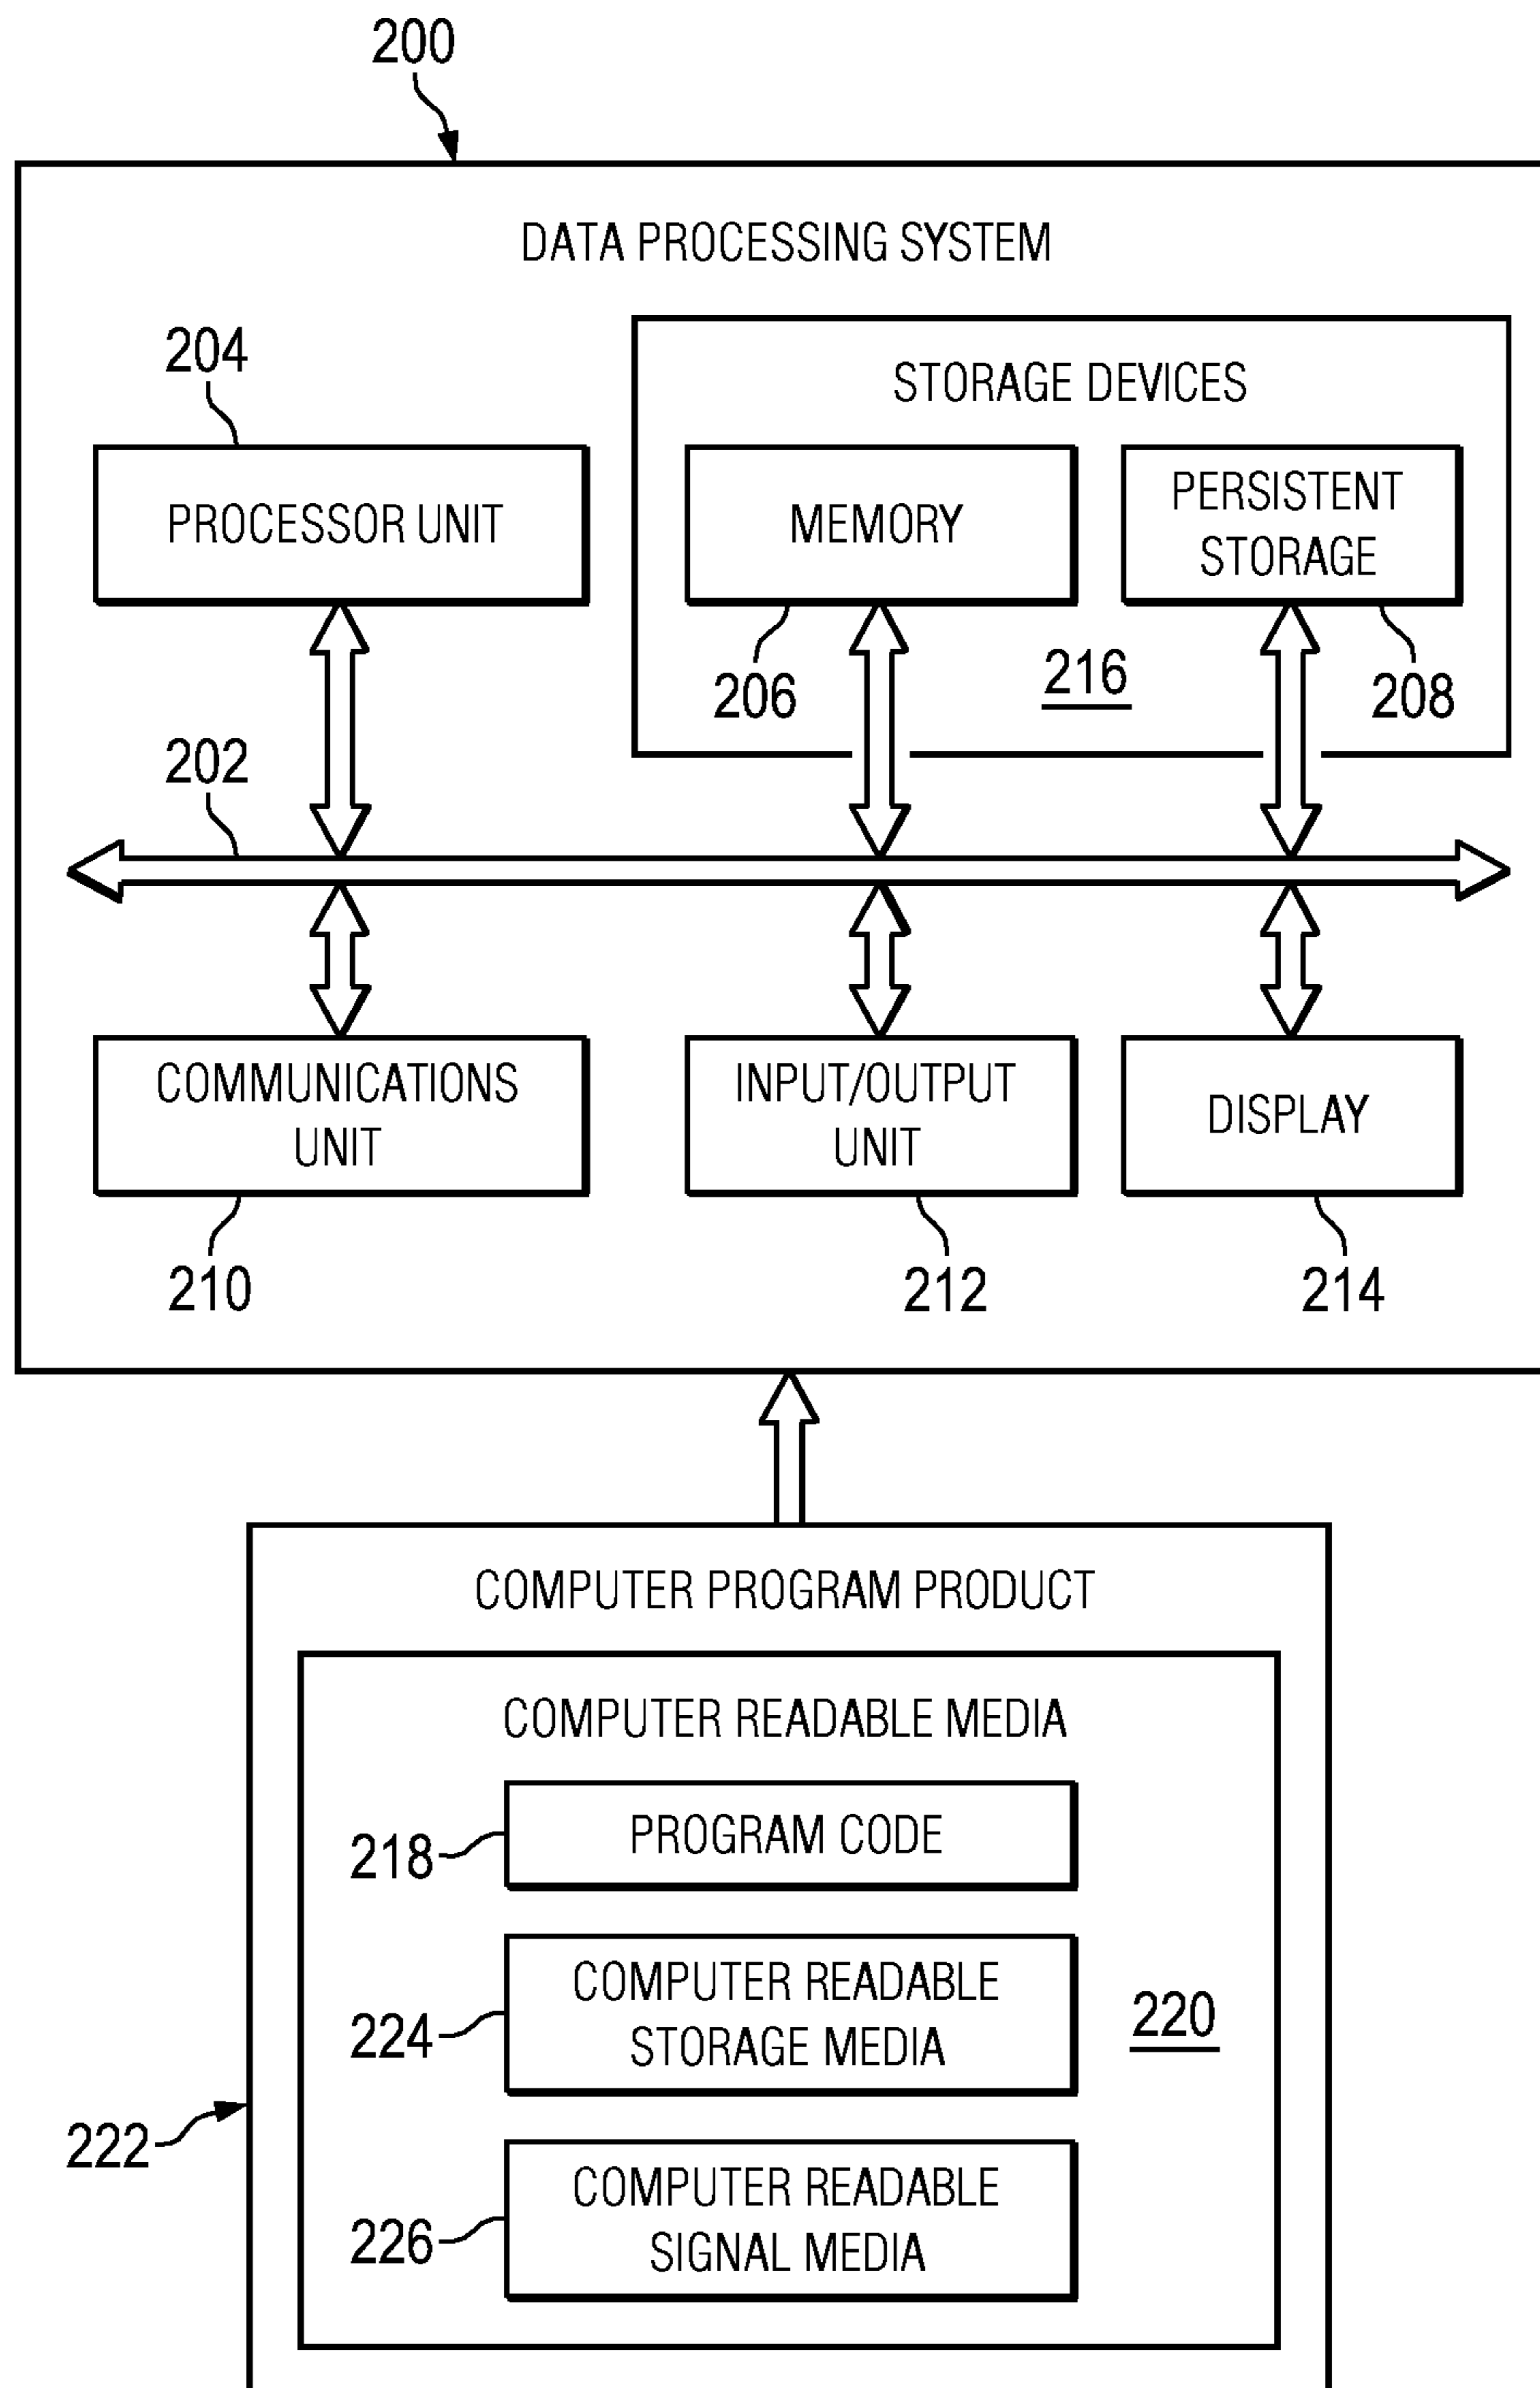 200
DATA PROCESSING SYSTEM
204
STORAGE DEVICES
PROCESSOR UNIT
MEMORY
PERSISTENT
STORAGE
206
216
208
202
COMMUNICATIONS
UNIT
INPUT/OUTPUT
UNIT
DISPLAY
210
212
214
COMPUTER PROGRAM PRODUCT
COMPUTER READABLE MEDIA
218
PROGRAM CODE
224
COMPUTER READABLE
STORAGE MEDIA
220
222
226
COMPUTER READABLE
SIGNAL MEDIA